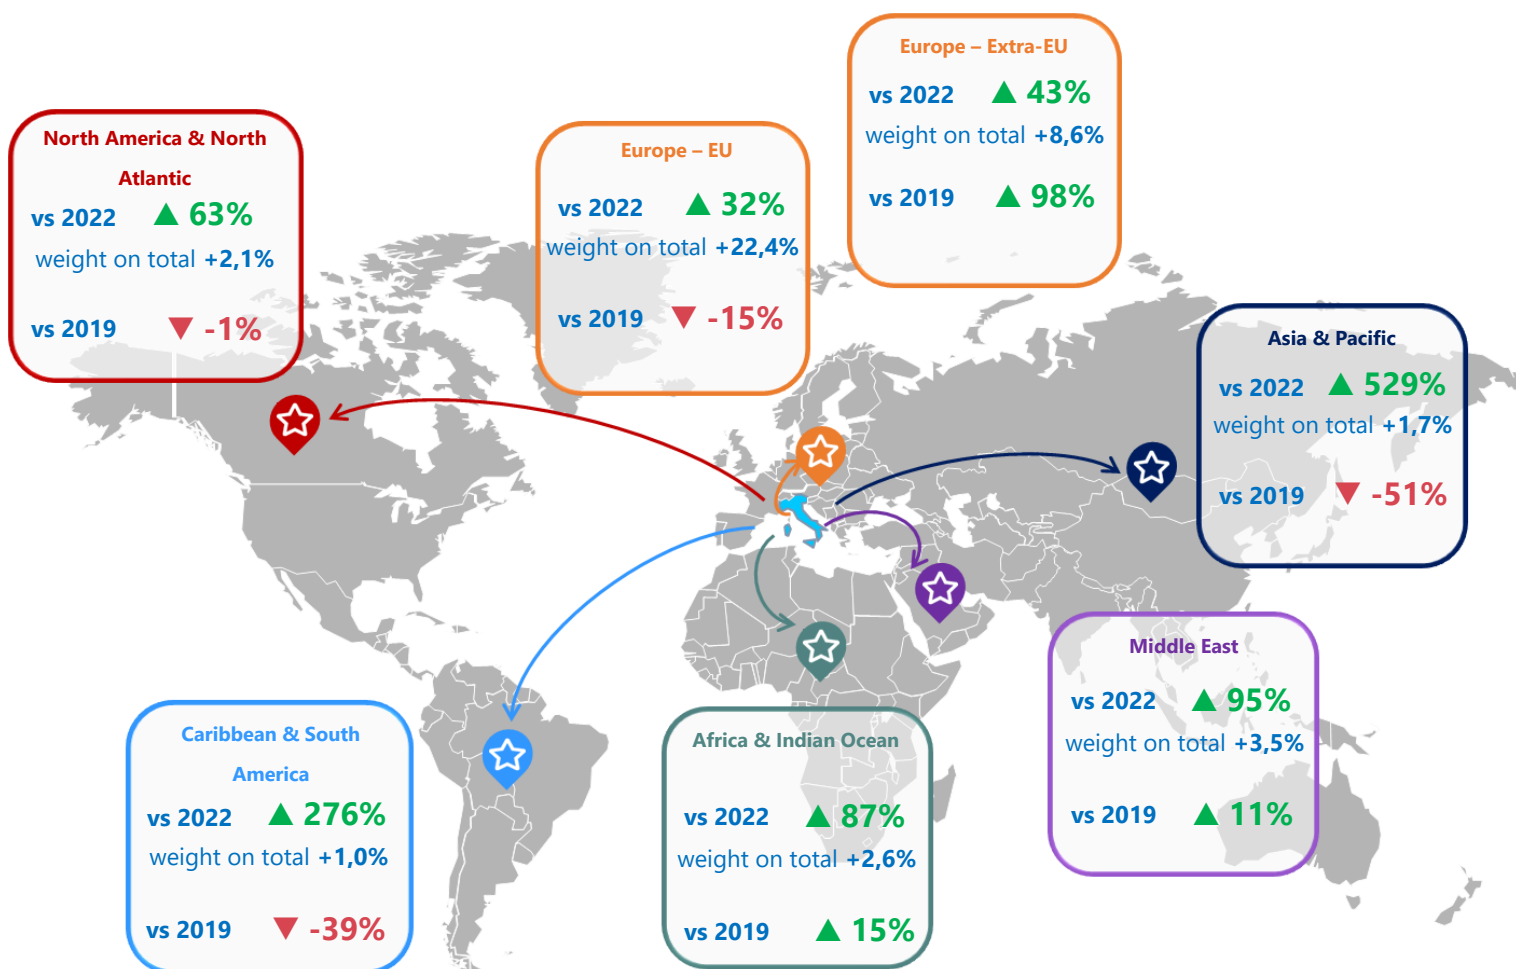 Europe – Extra-EU
vs 2022 ▲ 43%
weight on total +8,6%
vs 2019 ▲ 98%
North America & North
Atlantic
vs 2022 ▲ 63%
weight on total +2,1%
vs 2019 ▼ -1%
Europe – EU
vs 2022 ▲ 32%
weight on total +22,4%
vs 2019 ▼ -15%
Asia & Pacific
vs 2022 ▲ 529%
weight on total +1,7%
vs 2019 ▼ -51%
Middle East
vs 2022 ▲ 95%
weight on total +3,5%
vs 2019 ▲ 11%
Caribbean & South
America
vs 2022 ▲ 276%
weight on total +1,0%
vs 2019 ▼ -39%
Africa & Indian Ocean
vs 2022 ▲ 87%
weight on total +2,6%
vs 2019 ▲ 15%